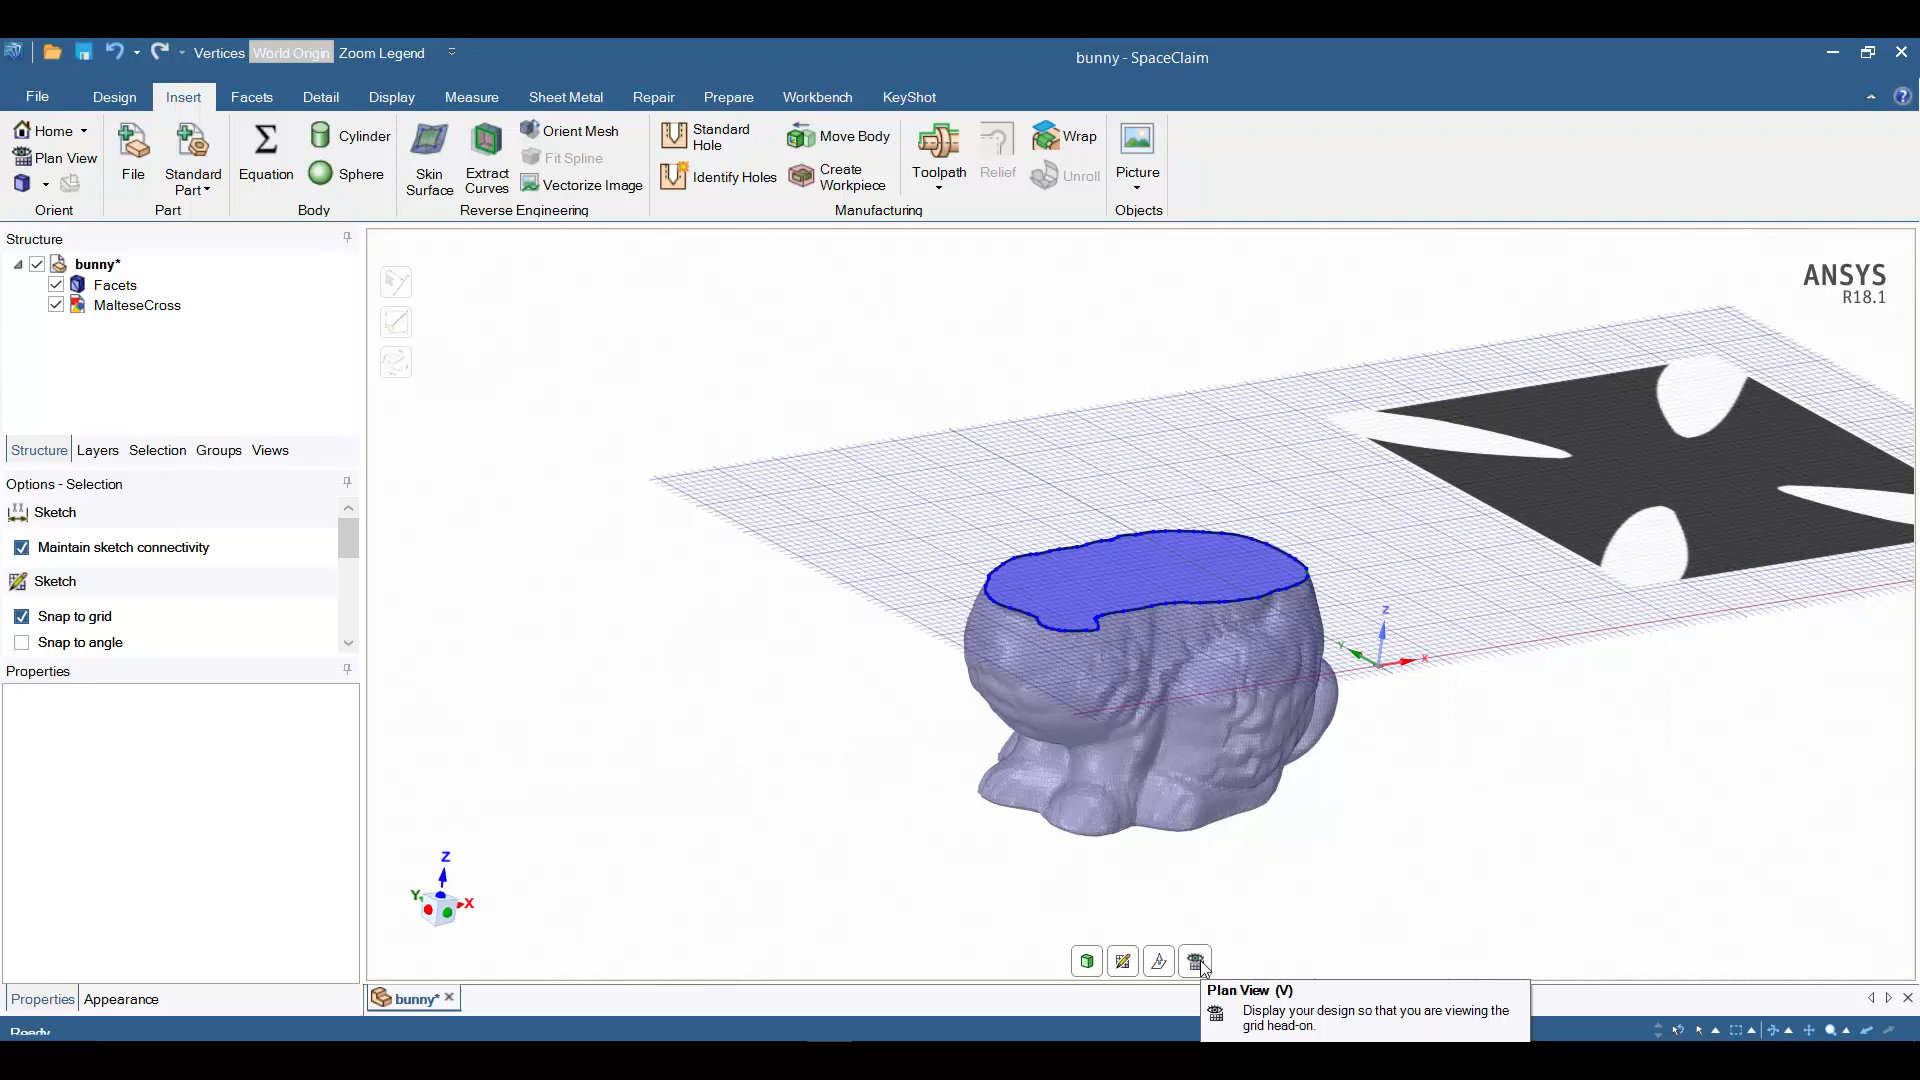 Vertices World Origin Zoom Legend
bunny - SpaceClaim
File Design Insert Facets Detail Display Measure Sheet Metal Repair Prepare Workbench KeyShot
Home
Plan View
Orient
File
Standard
Part
Part
Equation
Cylinder
Sphere
Body
Skin
Surface
Extract
Curves
Orient Mesh
Fit Spline
Vectorize Image
Reverse Engineering
Standard
Hole
Identify Holes
Move Body
Create
Workpiece
Toolpath
Relief
Wrap
Unroll
Manufacturing
Picture
Objects
Structure
bunny*
Facets
MalteseCross
Structure Layers Selection Groups Views
Options - Selection
Sketch
Maintain sketch connectivity
Sketch
Snap to grid
Snap to angle
Properties
Properties Appearance
ANSYS
R18.1
Z
Y
X
Z
Y
X
bunny*
Plan View (V)
Display your design so that you are viewing the
grid head-on.
Ready